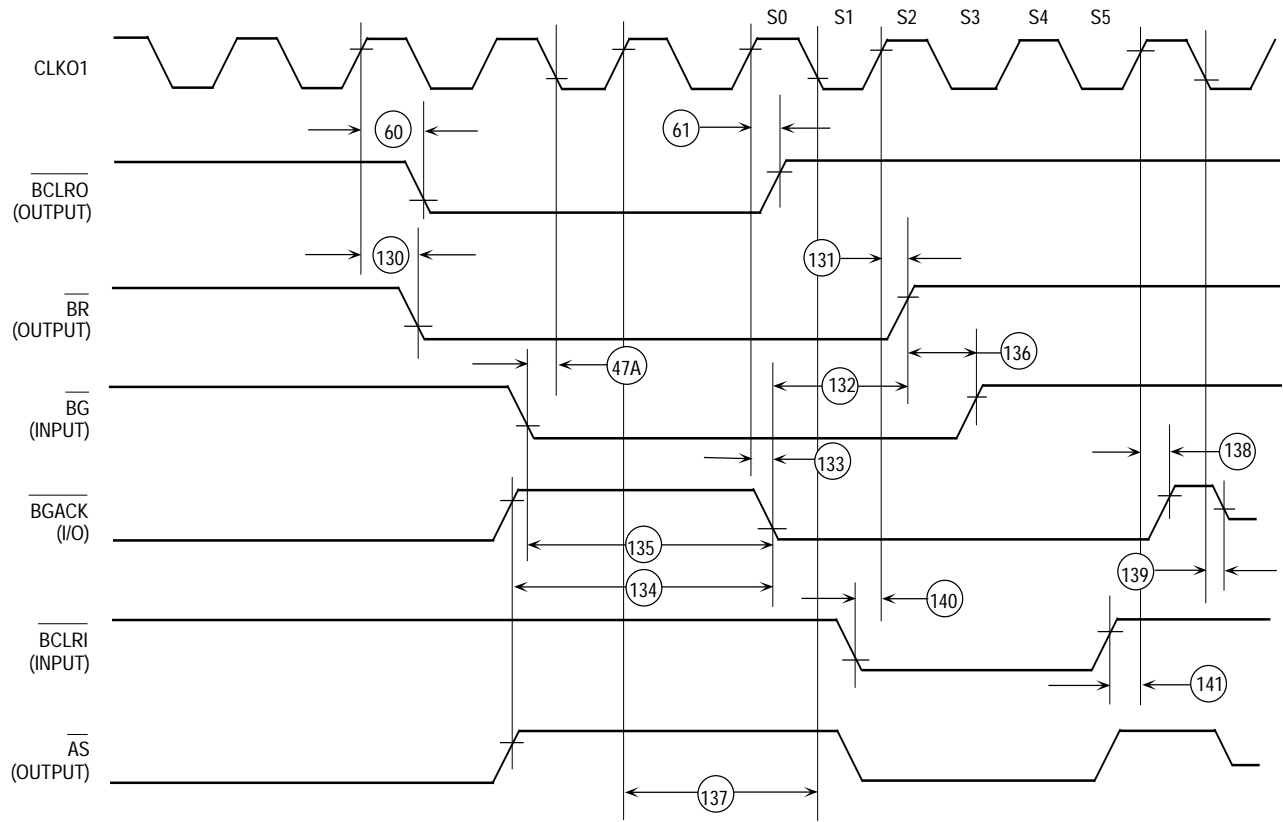 S0 S1 S2 S3 S4 S5
CLKO1
60
61
BCLRO
(OUTPUT)
130
131
BR
(OUTPUT)
47A
136
132
BG
(INPUT)
133
138
BGACK
(I/O)
135
139
134
140
BCLRI
(INPUT)
141
AS
(OUTPUT)
137